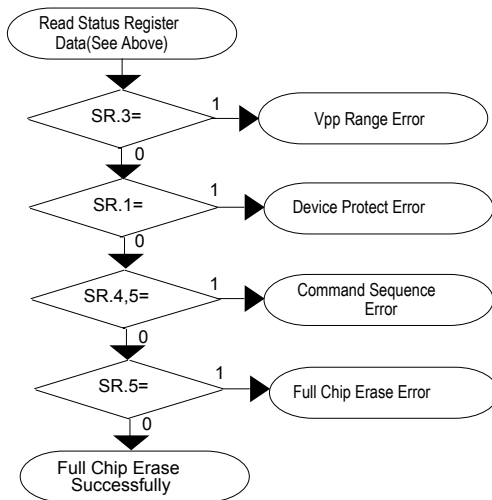 Read Status Register
Data(See Above)
SR.3=
1
Vpp Range Error
0
SR.1=
1
Device Protect Error
0
SR.4,5=
1
Command Sequence
Error
0
SR.5=
1
Full Chip Erase Error
0
Full Chip Erase
Successfully